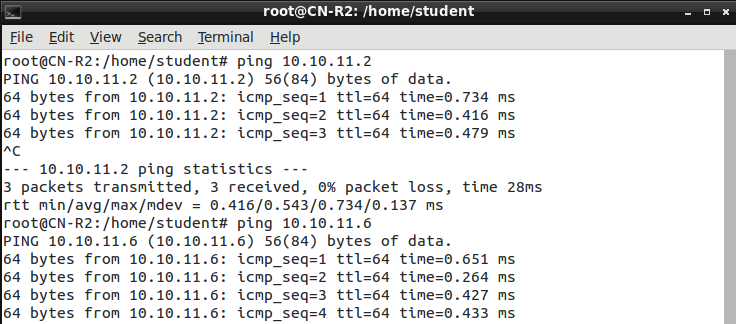 root@CN-R2: /home/student
File Edit View Search Terminal Help
root@CN-R2:/home/student# ping 10.10.11.2
PING 10.10.11.2 (10.10.11.2) 56(84) bytes of data.
64 bytes from 10.10.11.2: icmp_seq=1 ttl=64 time=0.734 ms
64 bytes from 10.10.11.2: icmp_seq=2 ttl=64 time=0.416 ms
64 bytes from 10.10.11.2: icmp_seq=3 ttl=64 time=0.479 ms
^C
--- 10.10.11.2 ping statistics ---
3 packets transmitted, 3 received, 0% packet loss, time 28ms
rtt min/avg/max/mdev = 0.416/0.543/0.734/0.137 ms
root@CN-R2:/home/student# ping 10.10.11.6
PING 10.10.11.6 (10.10.11.6) 56(84) bytes of data.
64 bytes from 10.10.11.6: icmp_seq=1 ttl=64 time=0.651 ms
64 bytes from 10.10.11.6: icmp_seq=2 ttl=64 time=0.264 ms
64 bytes from 10.10.11.6: icmp_seq=3 ttl=64 time=0.427 ms
64 bytes from 10.10.11.6: icmp_seq=4 ttl=64 time=0.433 ms